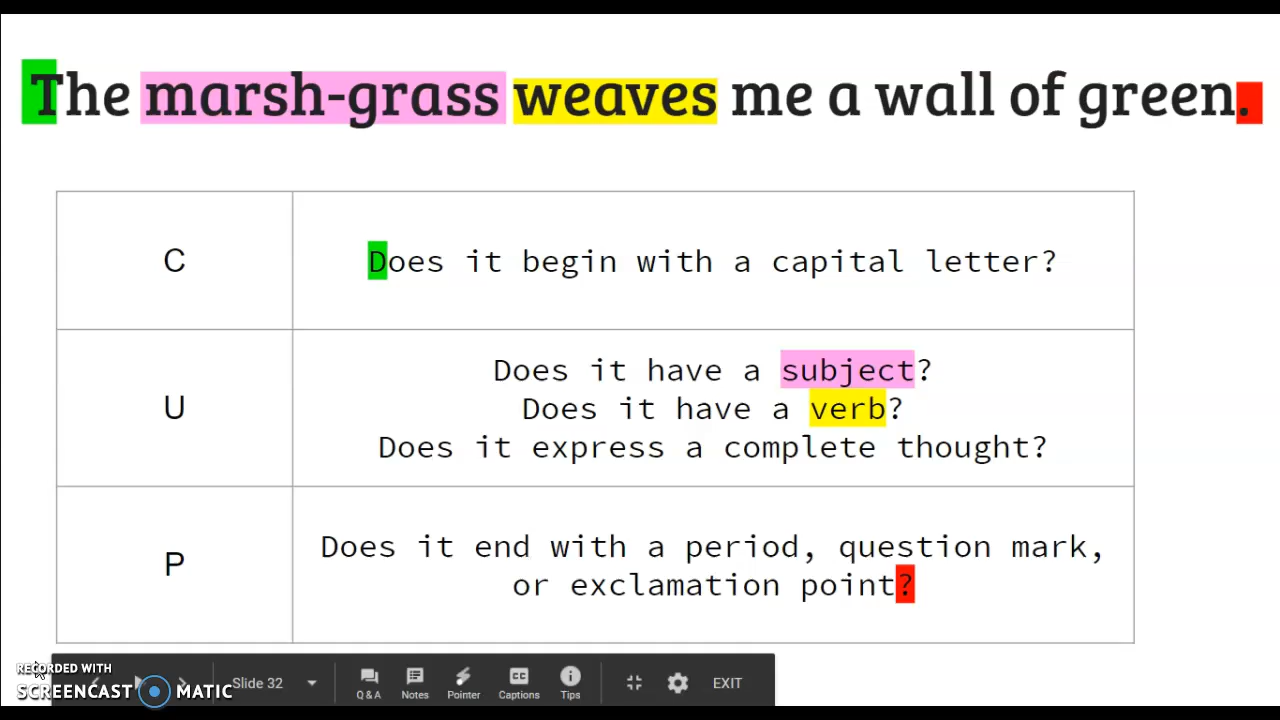 The marsh-grass weaves me a wall of green.
C
Does it begin with a capital letter?
U
Does it have a subject?
Does it have a verb?
Does it express a complete thought?
P
Does it end with a period, question mark,
or exclamation point?
RECORDED WITH
SCREENCAST MATIC
Slide 32
Q & A
Notes
Pointer
CC
Captions
Tips
EXIT